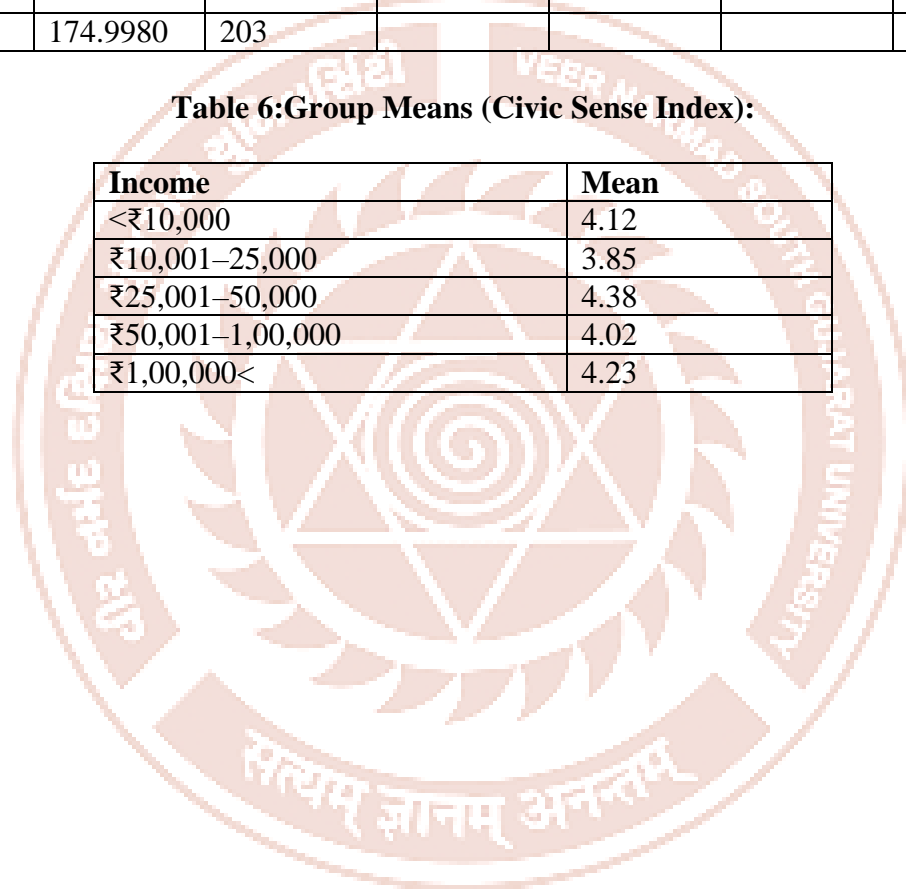 174.9980 203
Table 6:Group Means (Civic Sense Index):
Income Mean
<₹10,000 4.12
₹10,001–25,000 3.85
₹25,001–50,000 4.38
₹50,001–1,00,000 4.02
₹1,00,000< 4.23
VEER NARMAD SOUTH GUJARAT UNIVERSITY
सत्यम् ज्ञानम् अनन्तम्